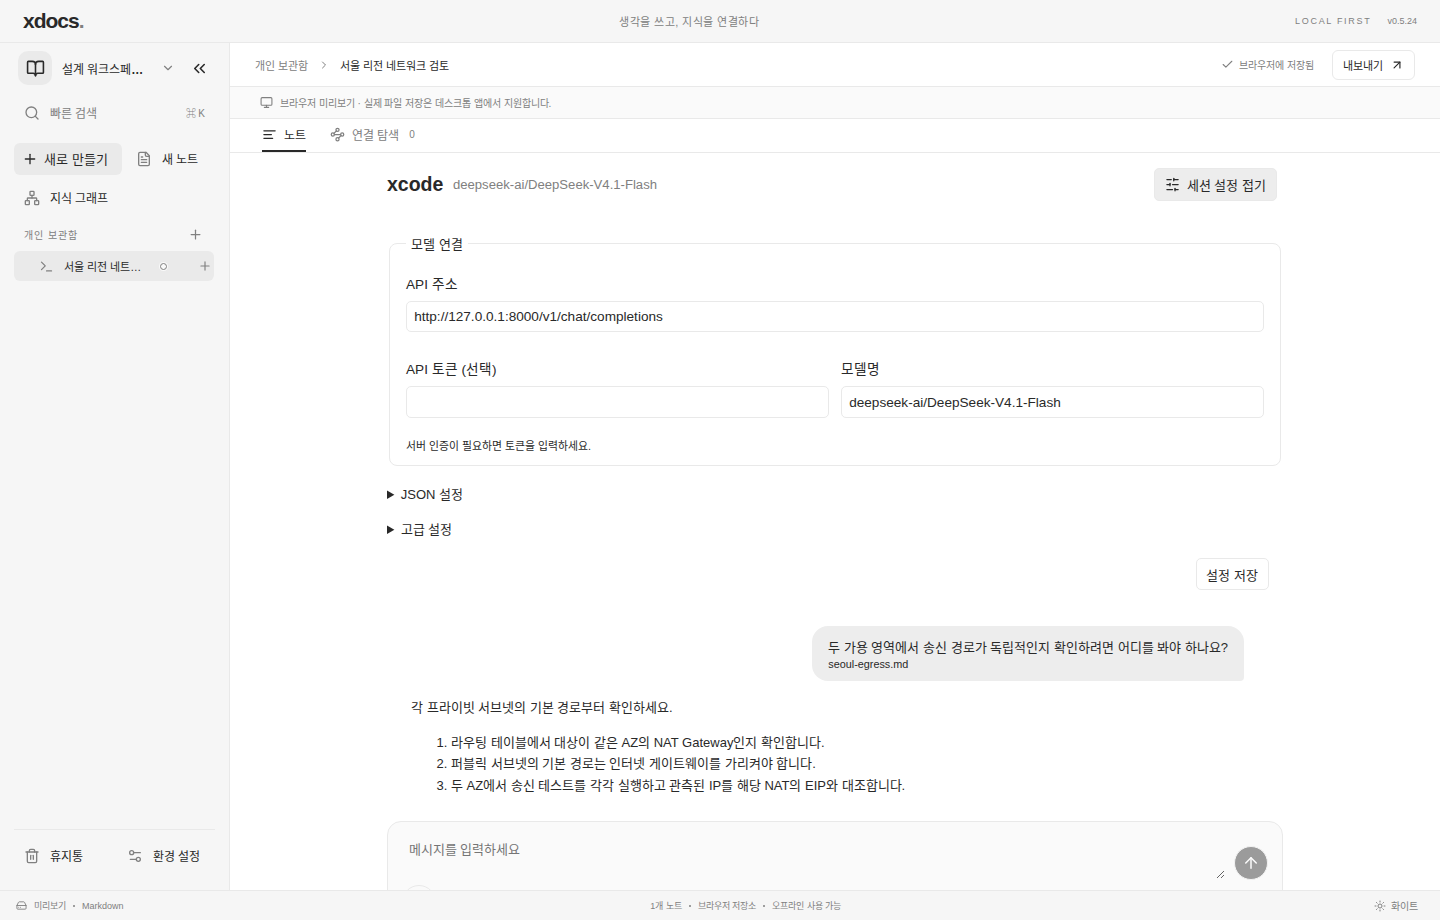 xdocs.
생각을 쓰고, 지식을 연결하다
LOCAL FIRST v0.5.24
설계 워크스페...
빠른 검색 ⌘K
새로 만들기
새 노트
지식 그래프
개인 보관함
서울 리전 네트...
휴지통
환경 설정
개인 보관함 > 서울 리전 네트워크 검토
브라우저에 저장됨
내보내기
브라우저 미리보기 · 실제 파일 저장은 데스크톱 앱에서 지원합니다.
노트
연결 탐색 0
xcode deepseek-ai/DeepSeek-V4.1-Flash
세션 설정 접기
모델 연결
API 주소
http://127.0.0.1:8000/v1/chat/completions
API 토큰 (선택)
모델명
deepseek-ai/DeepSeek-V4.1-Flash
서버 인증이 필요하면 토큰을 입력하세요.
JSON 설정
고급 설정
설정 저장
두 가용 영역에서 송신 경로가 독립적인지 확인하려면 어디를 봐야 하나요?
seoul-egress.md
각 프라이빗 서브넷의 기본 경로부터 확인하세요.
1. 라우팅 테이블에서 대상이 같은 AZ의 NAT Gateway인지 확인합니다.
2. 퍼블릭 서브넷의 기본 경로는 인터넷 게이트웨이를 가리켜야 합니다.
3. 두 AZ에서 송신 테스트를 각각 실행하고 관측된 IP를 해당 NAT의 EIP와 대조합니다.
메시지를 입력하세요
미리보기 · Markdown
1개 노트 · 브라우저 저장소 · 오프라인 사용 가능
화이트